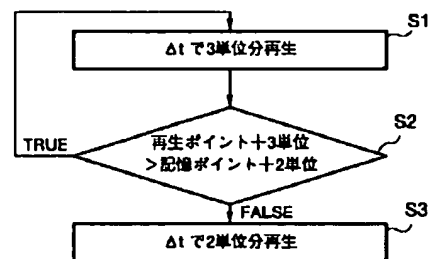 S1
Δt で3単位分再生
S2
再生ポイント+3単位
>記憶ポイント+2単位
TRUE
FALSE
S3
Δt で2単位分再生